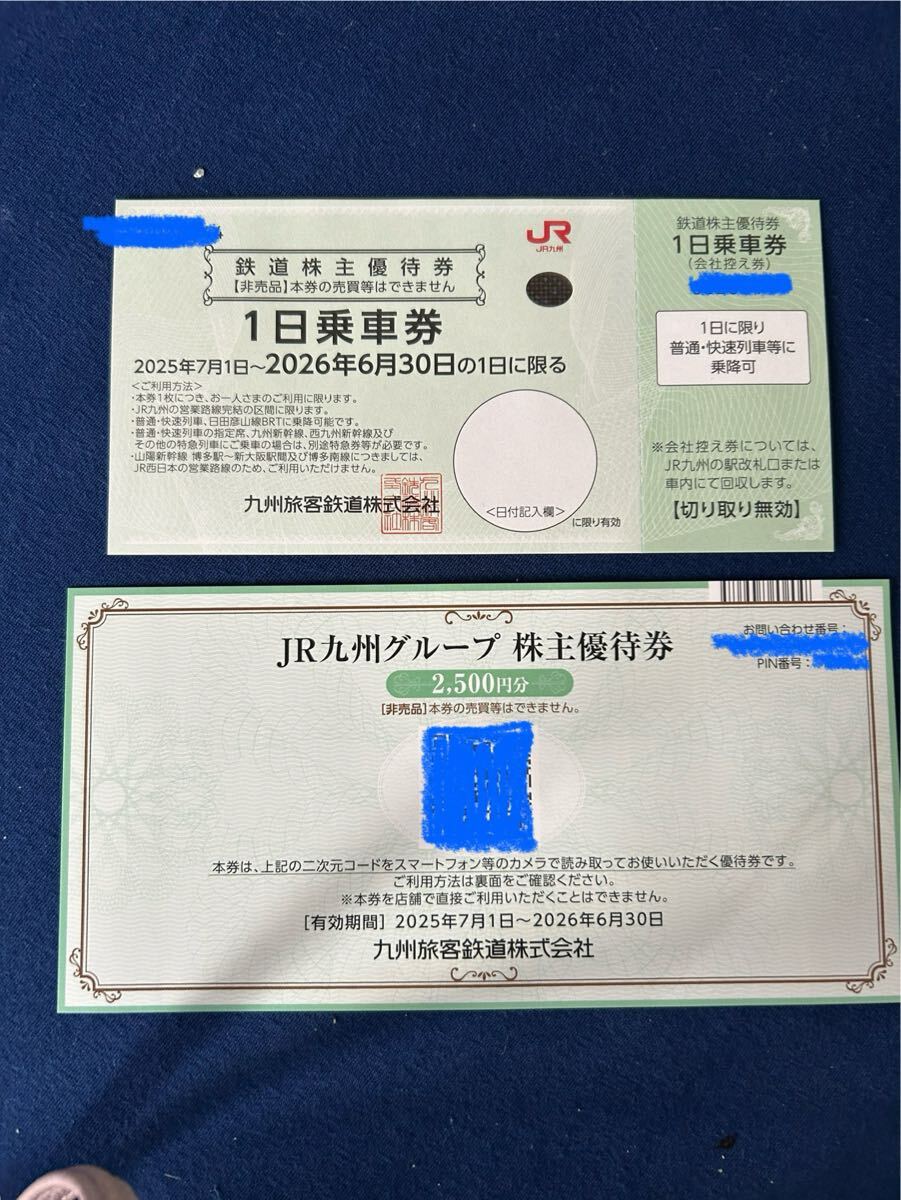 JR
JR九州
鉄道株主優待券
【非売品】本券の売買等はできません
1日乗車券
2025年7月1日～2026年6月30日の1日に限る
＜ご利用方法＞
・本券1枚につき、お一人さまのご利用に限ります。
・JR九州の営業路線完結の区間に限ります。
・普通・快速列車、日田彦山線BRTに乗降可能です。
・普通・快速列車の指定席、九州新幹線、西九州新幹線及び
その他の特急列車にご乗車の場合は、別途特急券等が必要です。
・山陽新幹線 博多駅～新大阪駅間及び博多南線につきましては、
JR西日本の営業路線のため、ご利用いただけません。
九州旅客鉄道株式会社
＜日付記入欄＞
に限り有効
鉄道株主優待券
1日乗車券
(会社控え券)
1日に限り
普通・快速列車等に
乗降可
※会社控え券については、
JR九州の駅改札口または
車内にて回収します。
【切り取り無効】
お問い合わせ番号：
PIN番号：
JR九州グループ 株主優待券
2,500円分
[非売品]本券の売買等はできません。
本券は、上記の二次元コードをスマートフォン等のカメラで読み取ってお使いいただく優待券です。
ご利用方法は裏面をご確認ください。
※本券を店舗で直接ご利用いただくことはできません。
[有効期間] 2025年7月1日～2026年6月30日
九州旅客鉄道株式会社